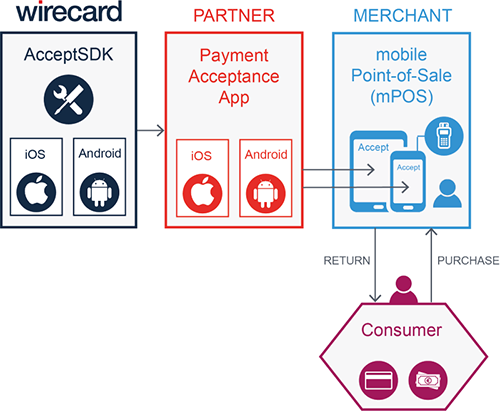 wirecard
AcceptSDK
iOS
Android
PARTNER
Payment
Acceptance
App
iOS
Android
MERCHANT
mobile
Point-of-Sale
(mPOS)
Accept
Accept
RETURN
PURCHASE
Consumer